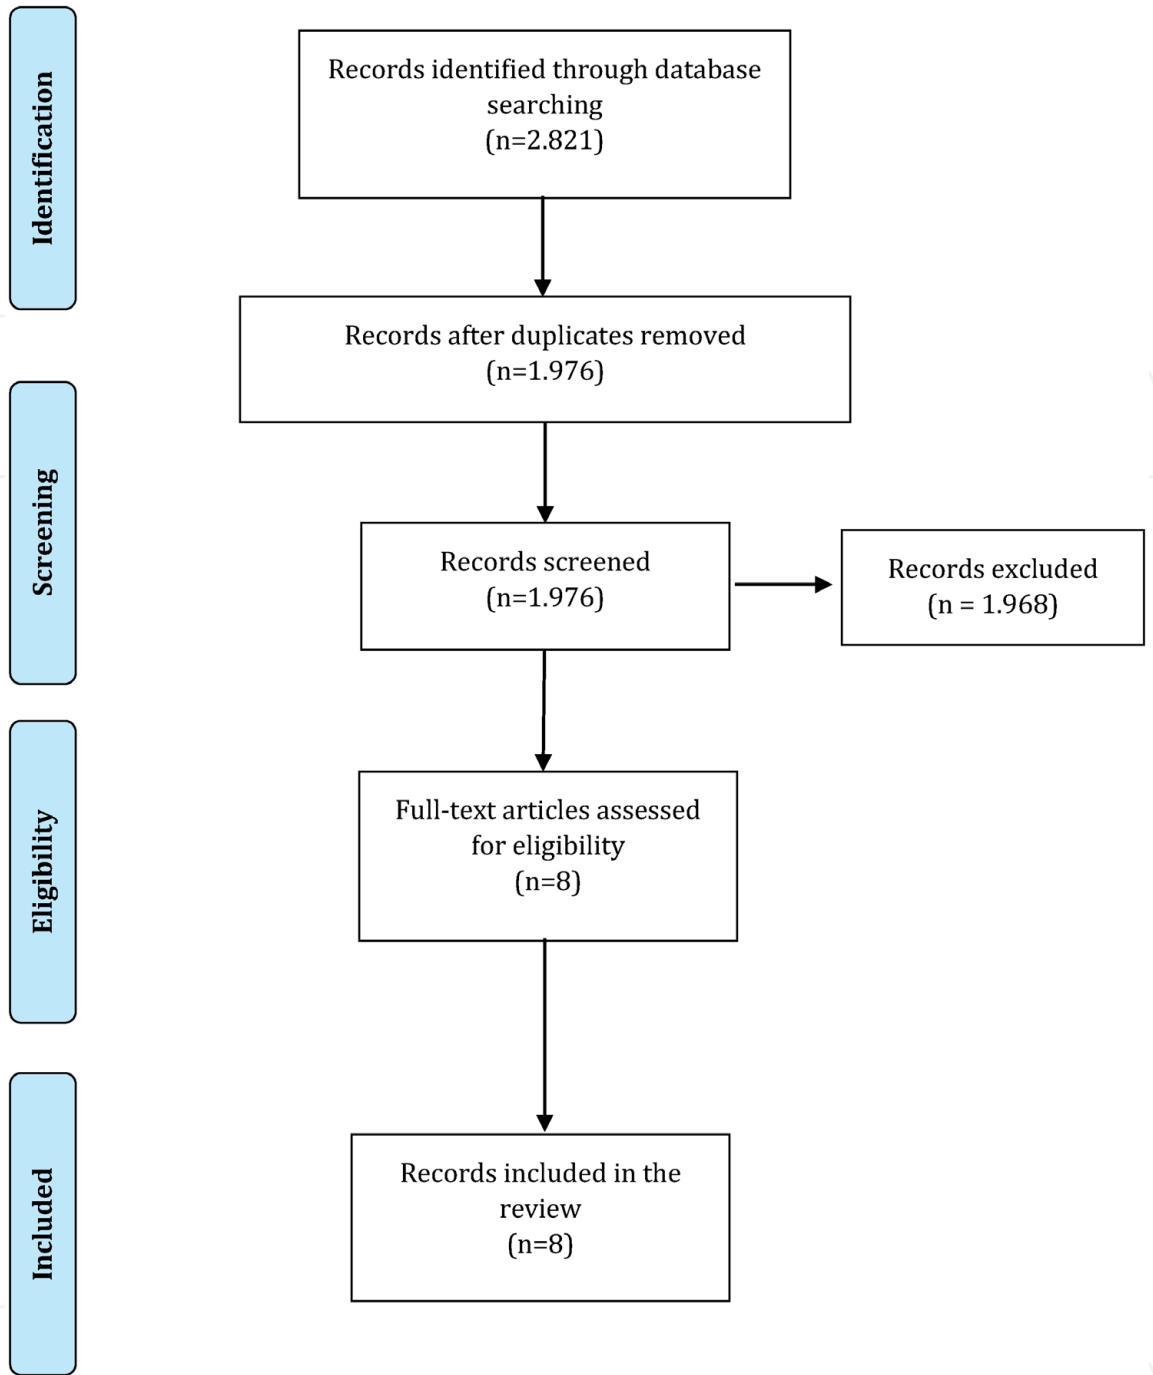 Identification
Records identified through database
searching
(n=2.821)
Records after duplicates removed
(n=1.976)
Screening
Records screened
(n=1.976)
Records excluded
(n = 1.968)
Eligibility
Full-text articles assessed
for eligibility
(n=8)
Included
Records included in the
review
(n=8)